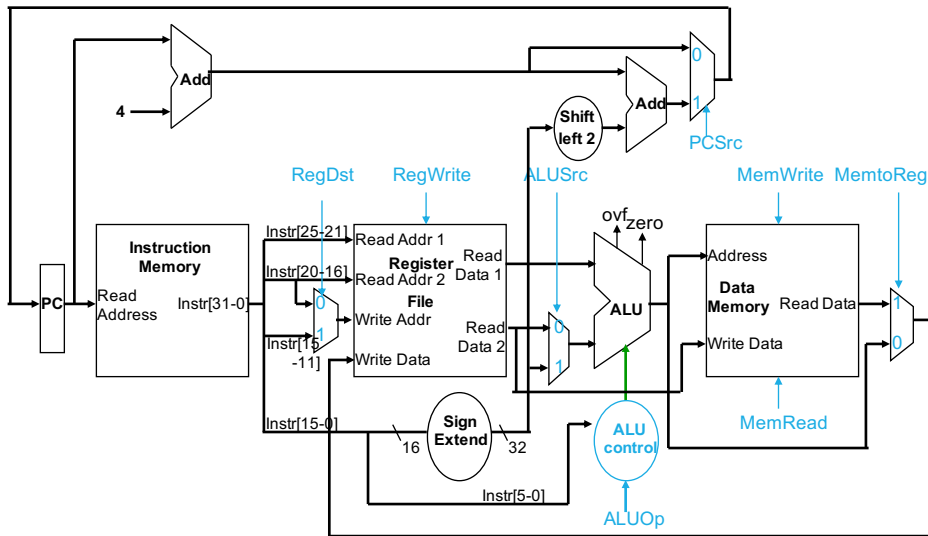 Add
4
Shift
left 2
Add
0
1
PCSrc
RegDst
RegWrite
ALUSrc
MemWrite
MemtoReg
ovf
zero
PC
Instruction
Memory
Read
Address
Instr[31-0]
Instr[25-21]
Instr[20-16]
Instr[15
-11]
0
1
Read Addr 1
Register
Read Addr 2
File
Write Addr
Write Data
Read
Data 1
Read
Data 2
0
1
ALU
Address
Data
Memory
Read Data
Write Data
1
0
MemRead
Instr[15-0]
16
Sign
Extend
32
ALU
control
Instr[5-0]
ALUOp